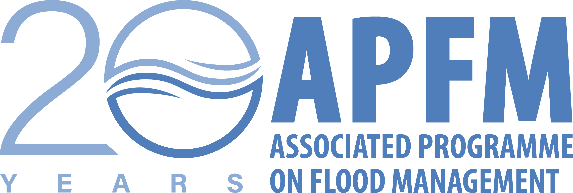 20
YEARS
APFM
ASSOCIATED PROGRAMME
ON FLOOD MANAGEMENT